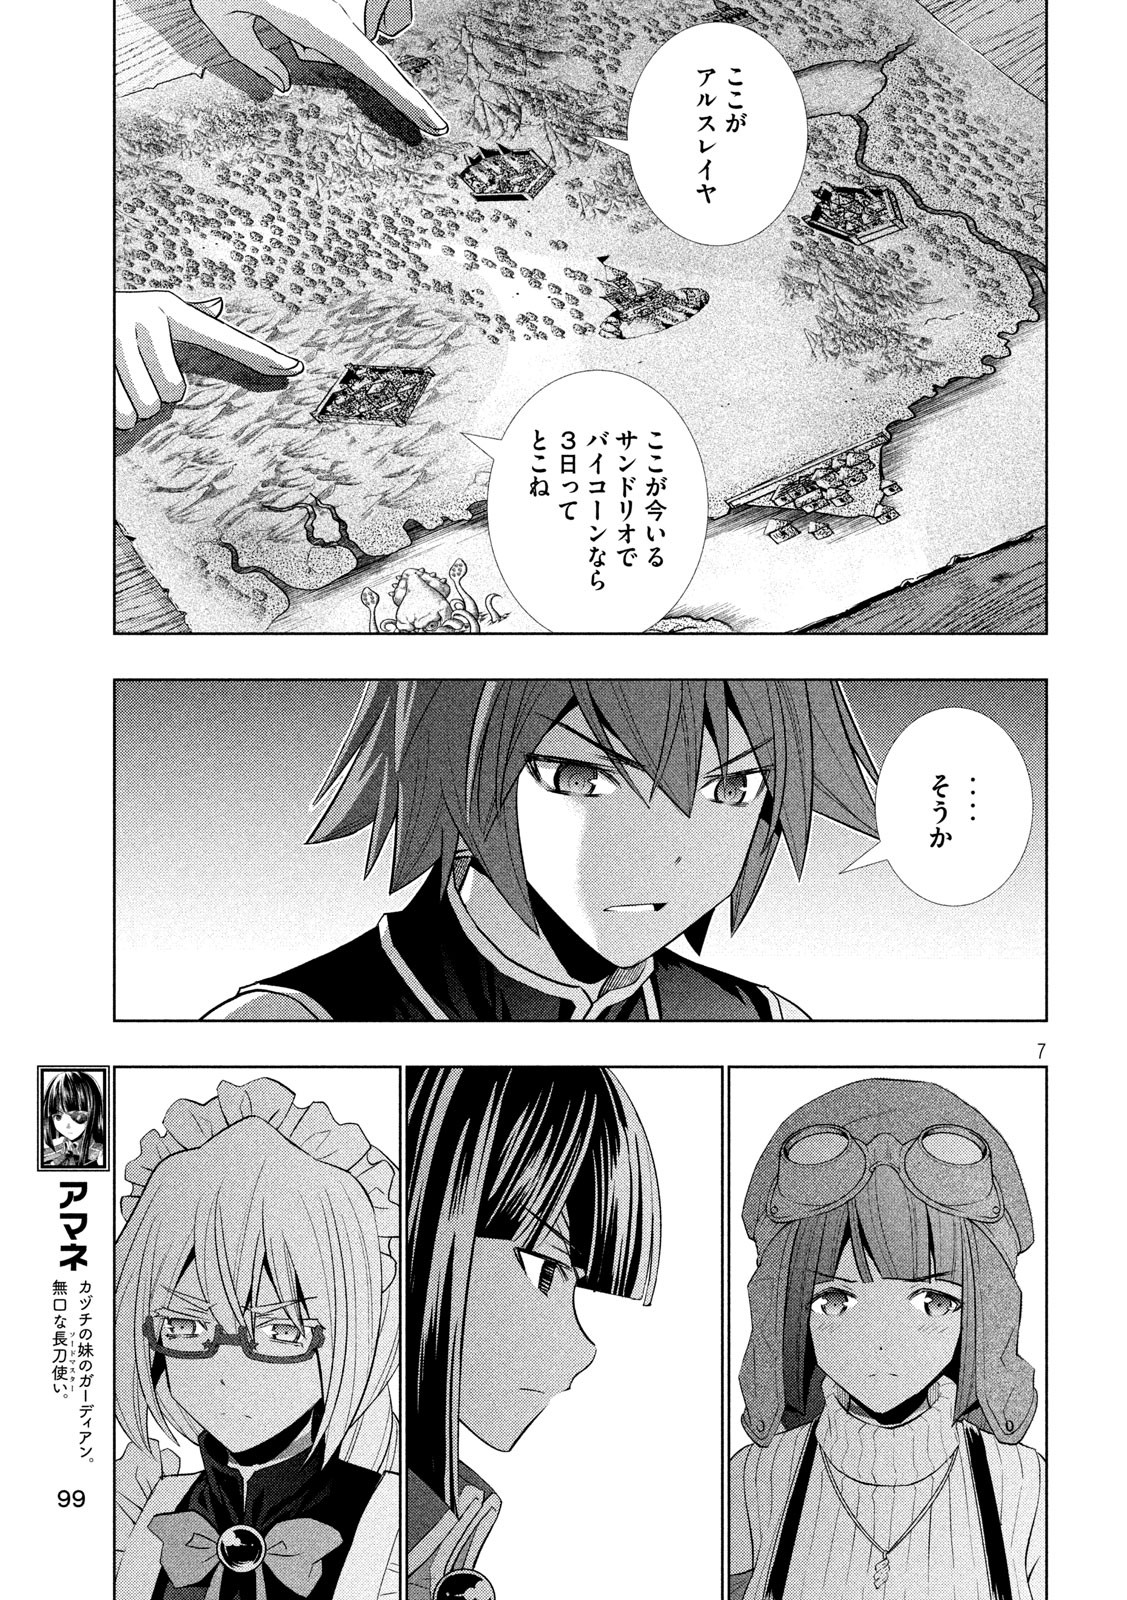 ここが
アルスレイヤ
ここが今いる
サンドリオで
バイコーンなら
3日って
とこね
‥‥
そうか
7
アマネ
カヅチの妹のガーディアン。
無口な長刀使い。
ソードマスター
99